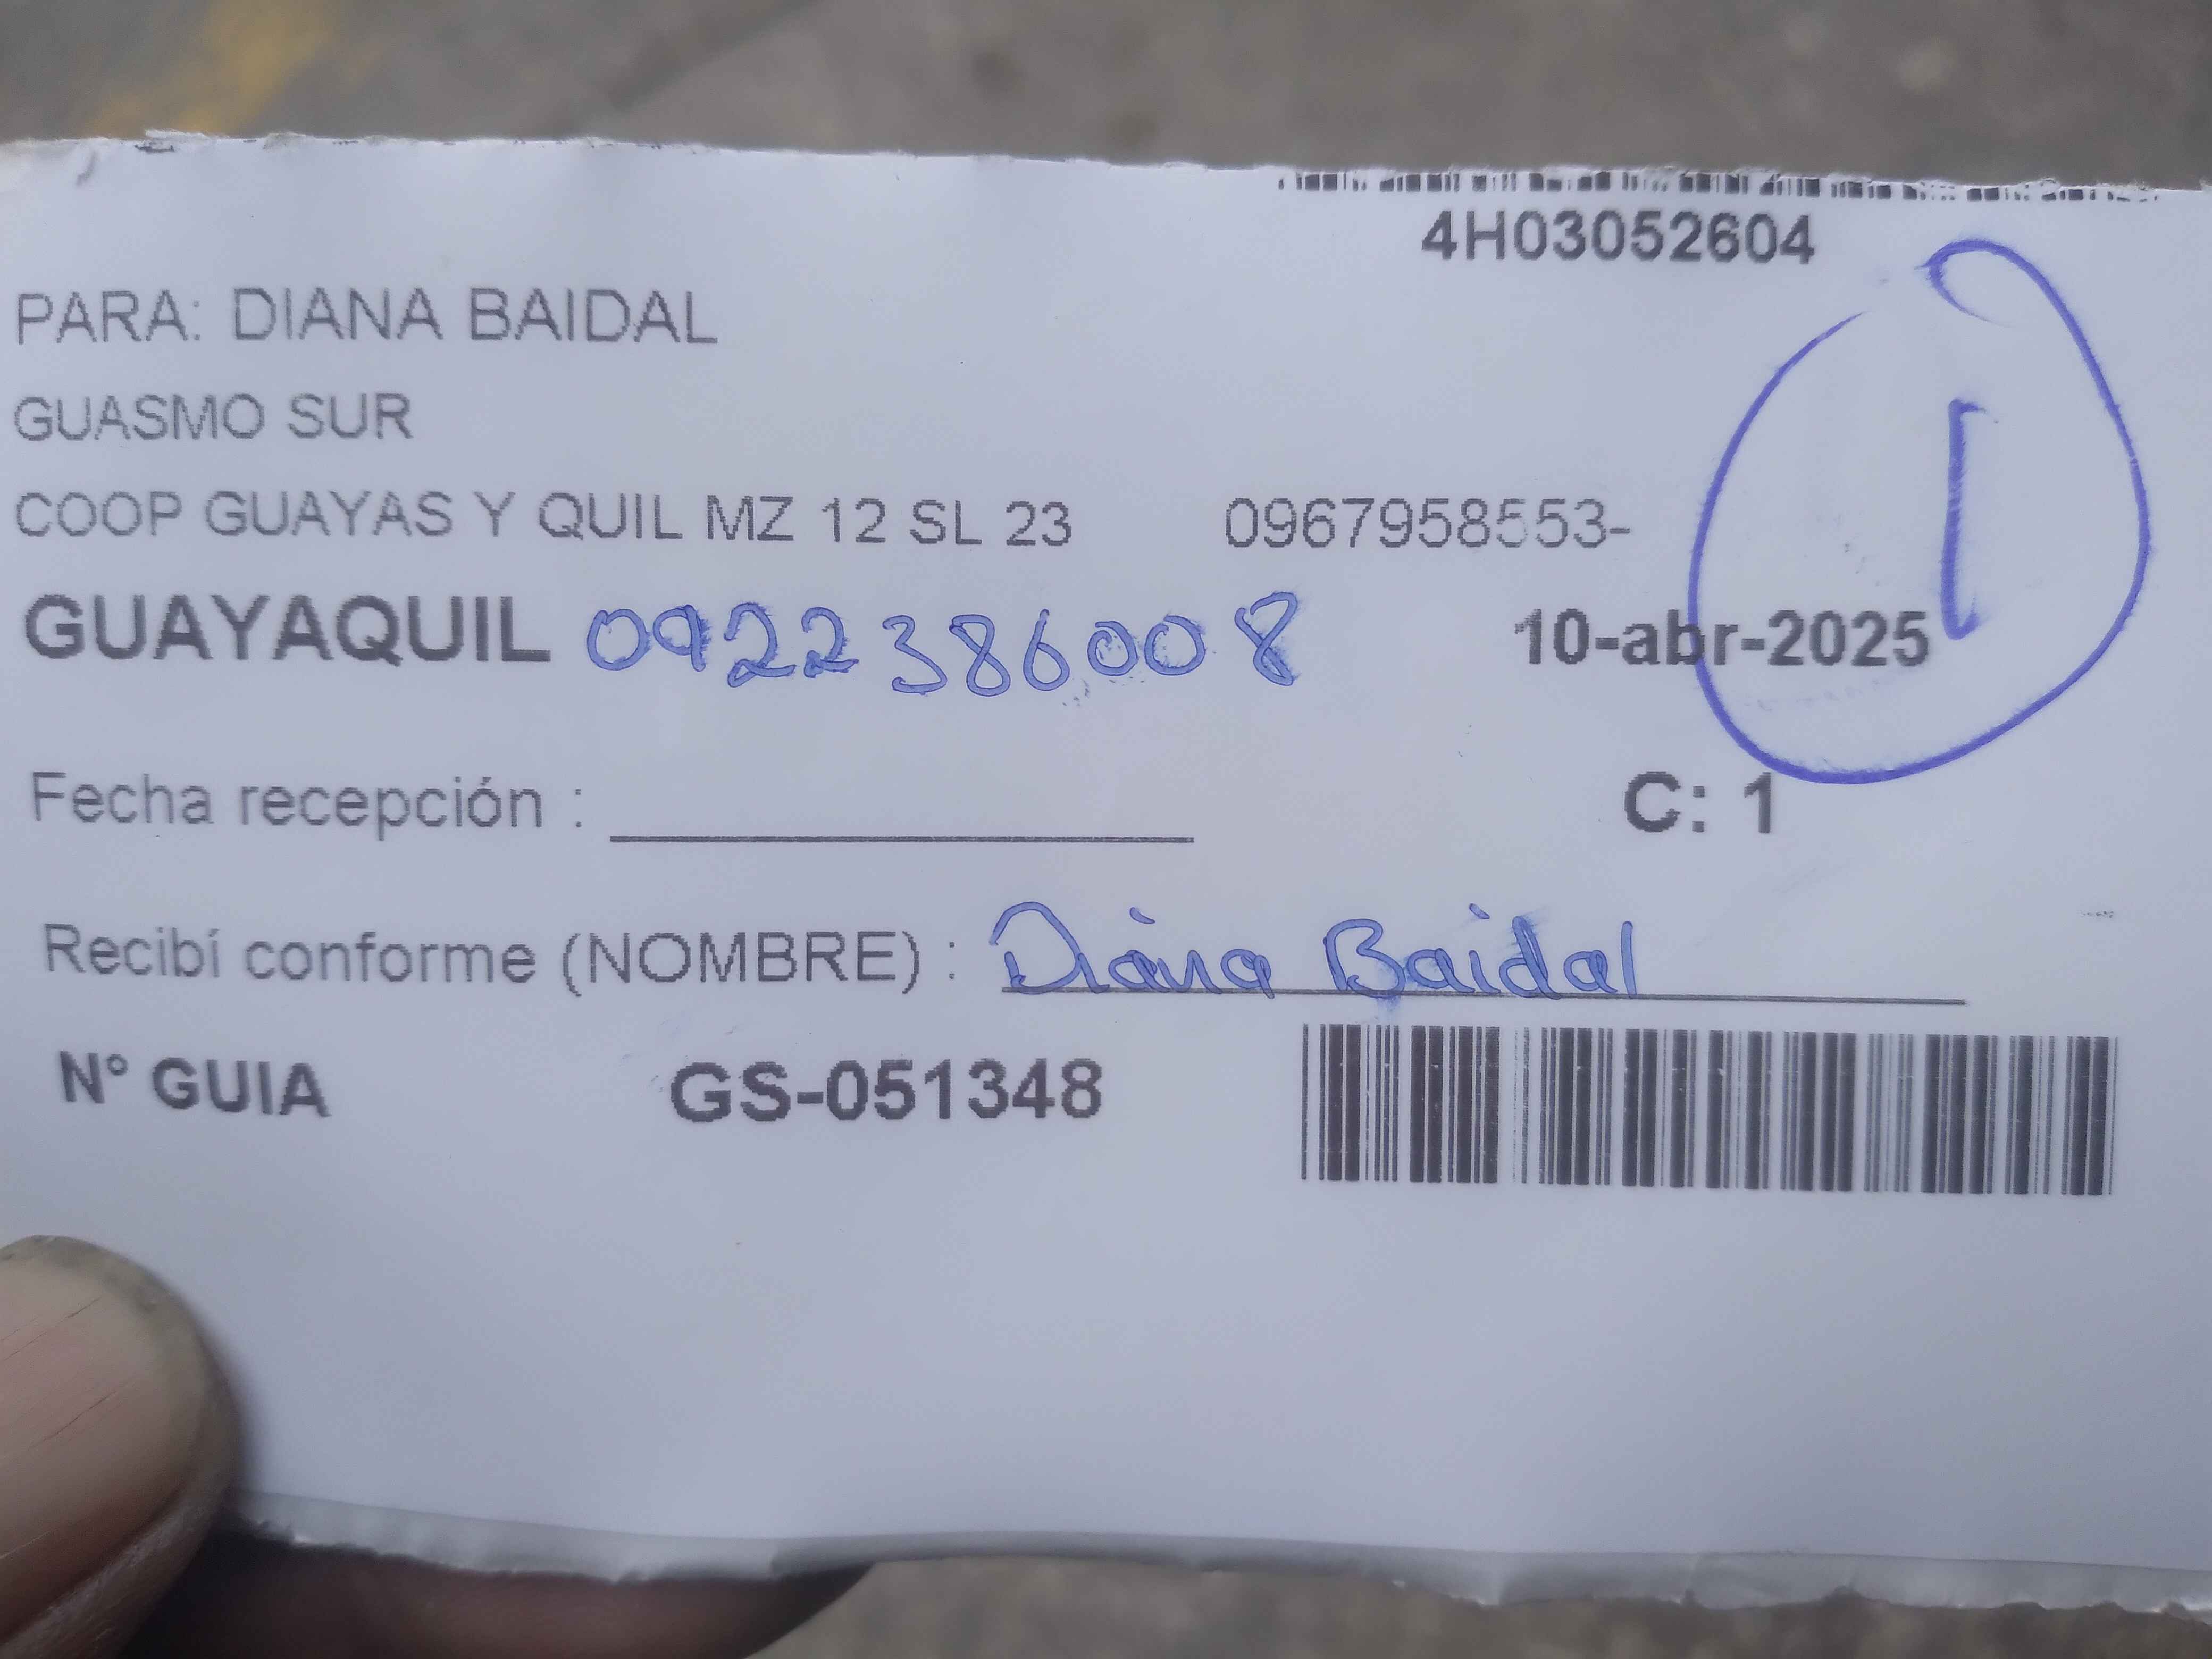 4H03052604
PARA: DIANA BAIDAL
GUASMO SUR
COOP GUAYAS Y QUIL MZ 12 SL 23 0967958553-
1
GUAYAQUIL 0922386008 10-abr-2025
Fecha recepción : C: 1
Recibí conforme (NOMBRE) : Diana Baidal
N° GUIA GS-051348